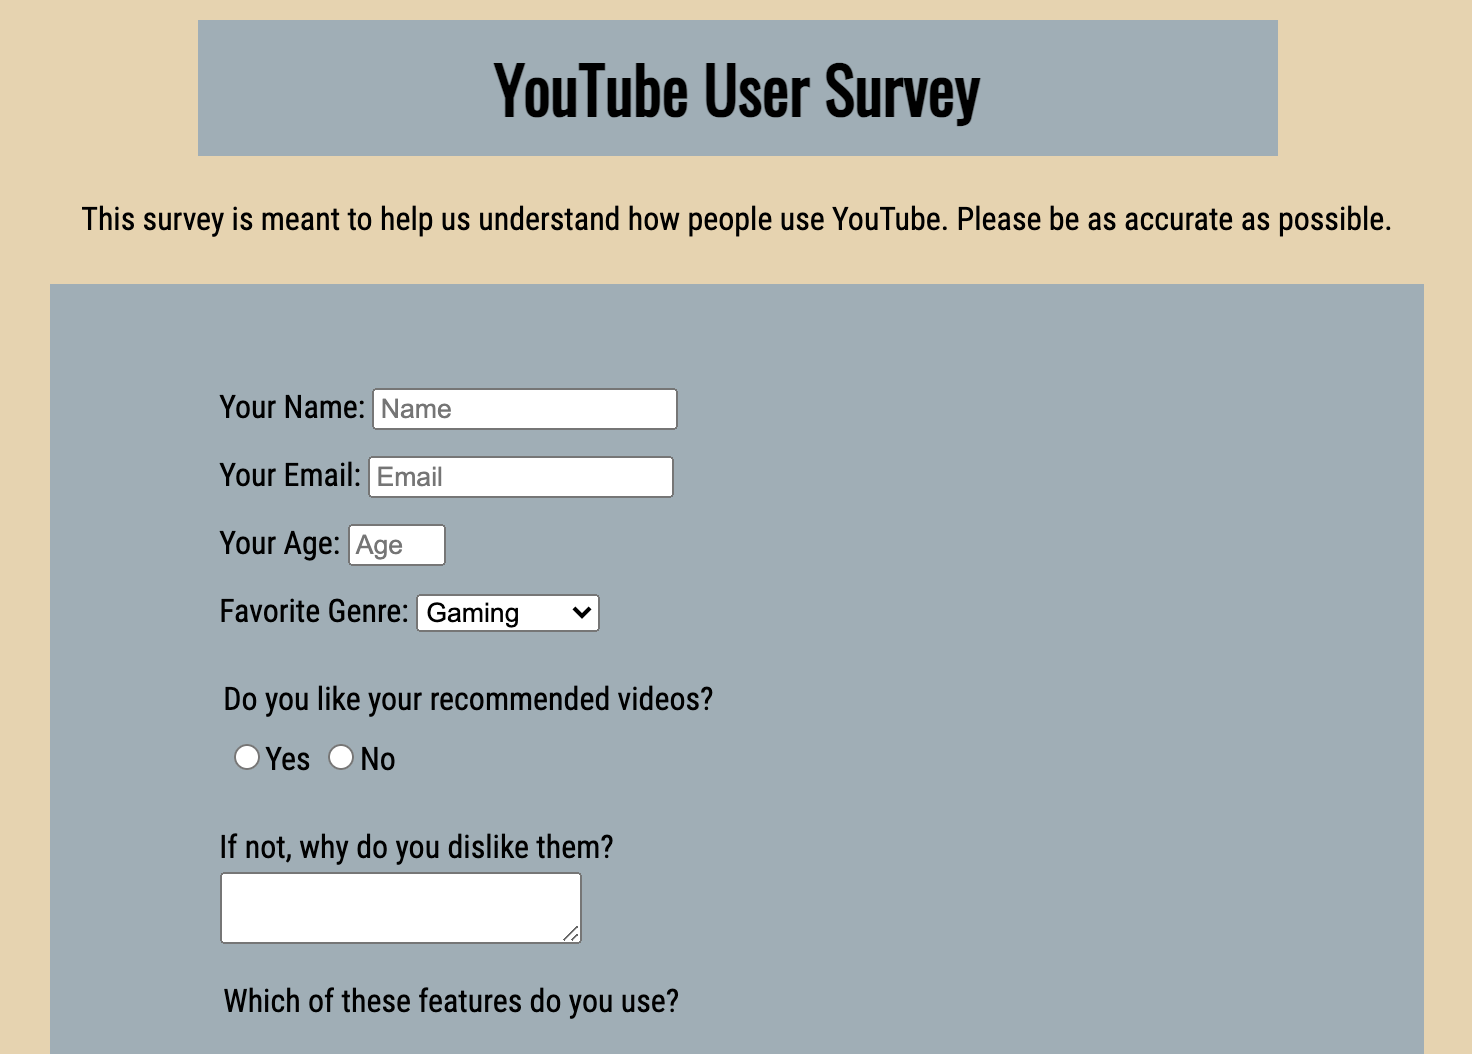 YouTube User Survey
This survey is meant to help us understand how people use YouTube. Please be as accurate as possible.
Your Name: Name
Your Email: Email
Your Age: Age
Favorite Genre: Gaming
Do you like your recommended videos?
Yes No
If not, why do you dislike them?
Which of these features do you use?